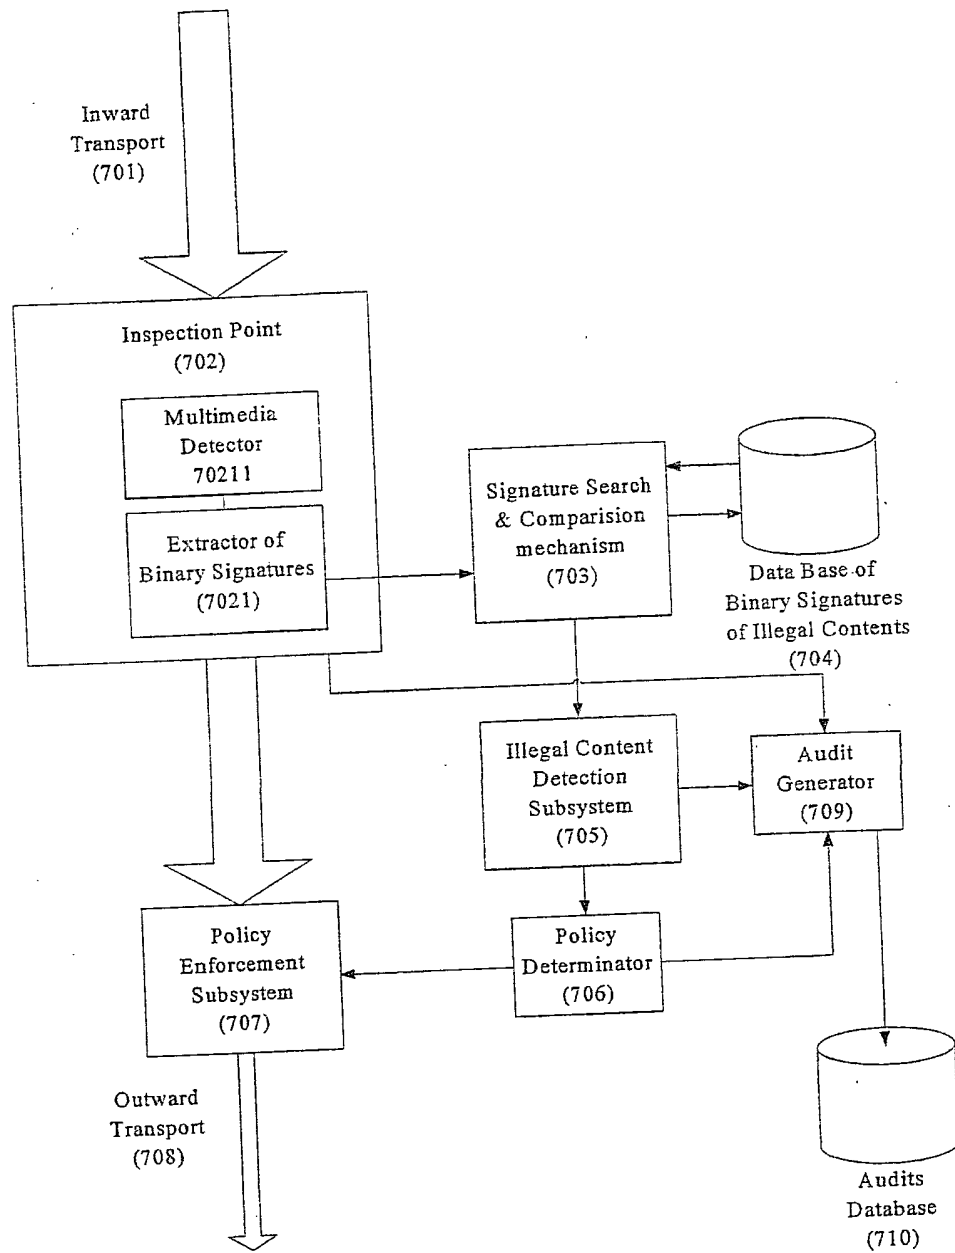 Inward
Transport
(701)
Inspection Point
(702)
Multimedia
Detector
70211
Extractor of
Binary Signatures
(7021)
Signature Search
& Comparision
mechanism
(703)
Data Base of
Binary Signatures
of Illegal Contents
(704)
Illegal Content
Detection
Subsystem
(705)
Audit
Generator
(709)
Policy
Enforcement
Subsystem
(707)
Policy
Determinator
(706)
Outward
Transport
(708)
Audits
Database
(710)